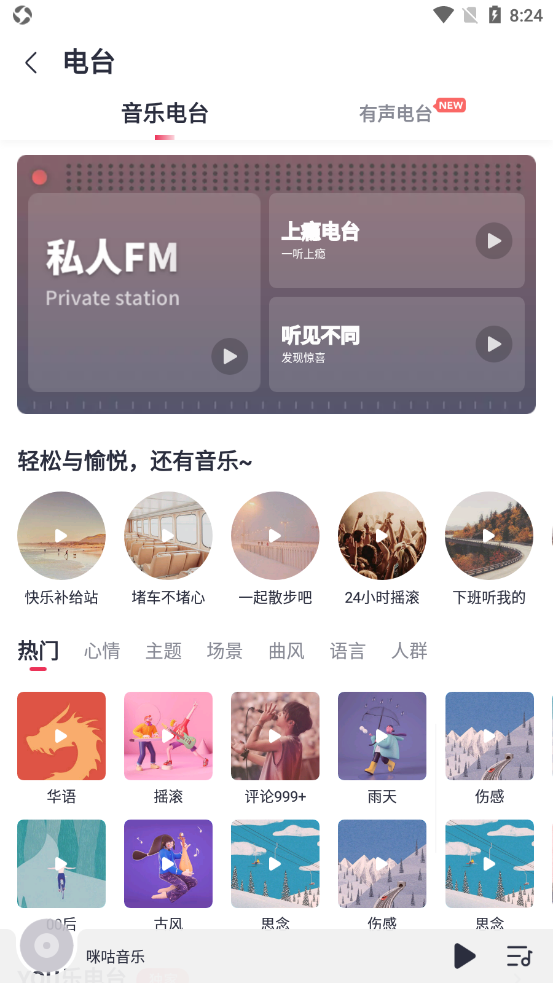 8:24
电台
音乐电台
有声电台 NEW
私人FM
Private station
上瘾电台
一听上瘾
听见不同
发现惊喜
轻松与愉悦，还有音乐~
快乐补给站 堵车不堵心 一起散步吧 24小时摇滚 下班听我的
热门 心情 主题 场景 曲风 语言 人群
华语 摇滚 评论999+ 雨天 伤感
00后 古风 思念 伤感 思念
咪咕音乐